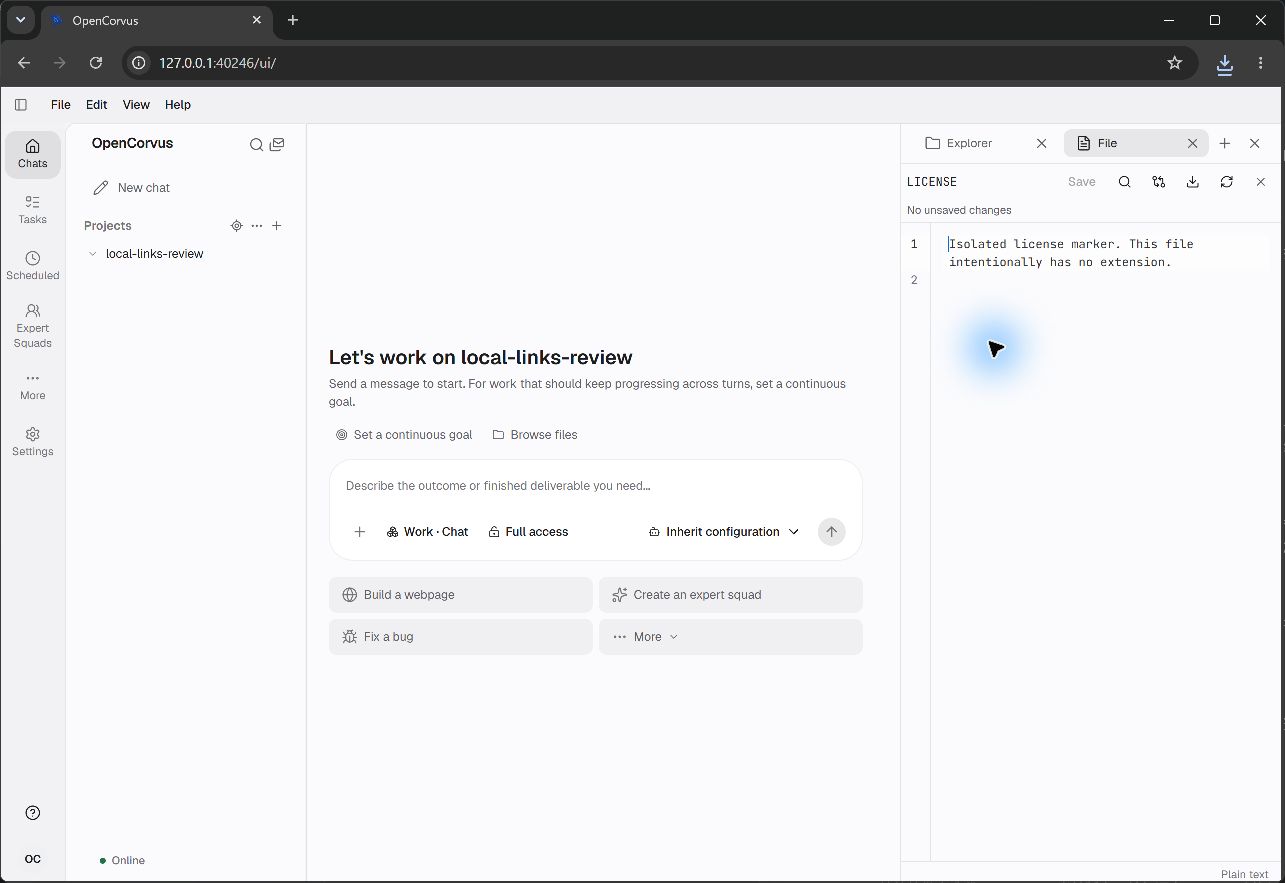 OpenCorvus
127.0.0.1:40246/ui/
File Edit View Help
Chats
Tasks
Scheduled
Expert
Squads
More
Settings
OC
OpenCorvus
New chat
Projects
local-links-review
Online
Let's work on local-links-review
Send a message to start. For work that should keep progressing across turns, set a continuous
goal.
Set a continuous goal Browse files
Describe the outcome or finished deliverable you need...
Work · Chat Full access Inherit configuration
Build a webpage Create an expert squad
Fix a bug More
Explorer File
LICENSE Save
No unsaved changes
1 Isolated license marker. This file
intentionally has no extension.
2
Plain text